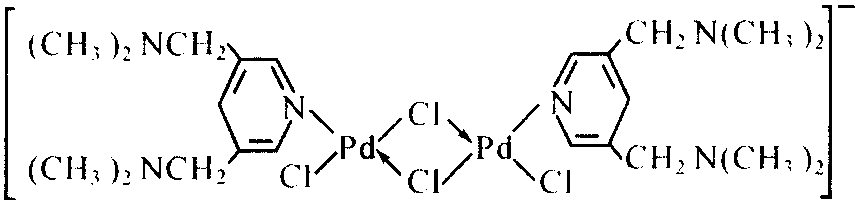 (CH₃)₂NCH₂ CH₂N(CH₃)₂ −
N Cl N
Pd Pd
(CH₃)₂NCH₂ Cl Cl Cl CH₂N(CH₃)₂